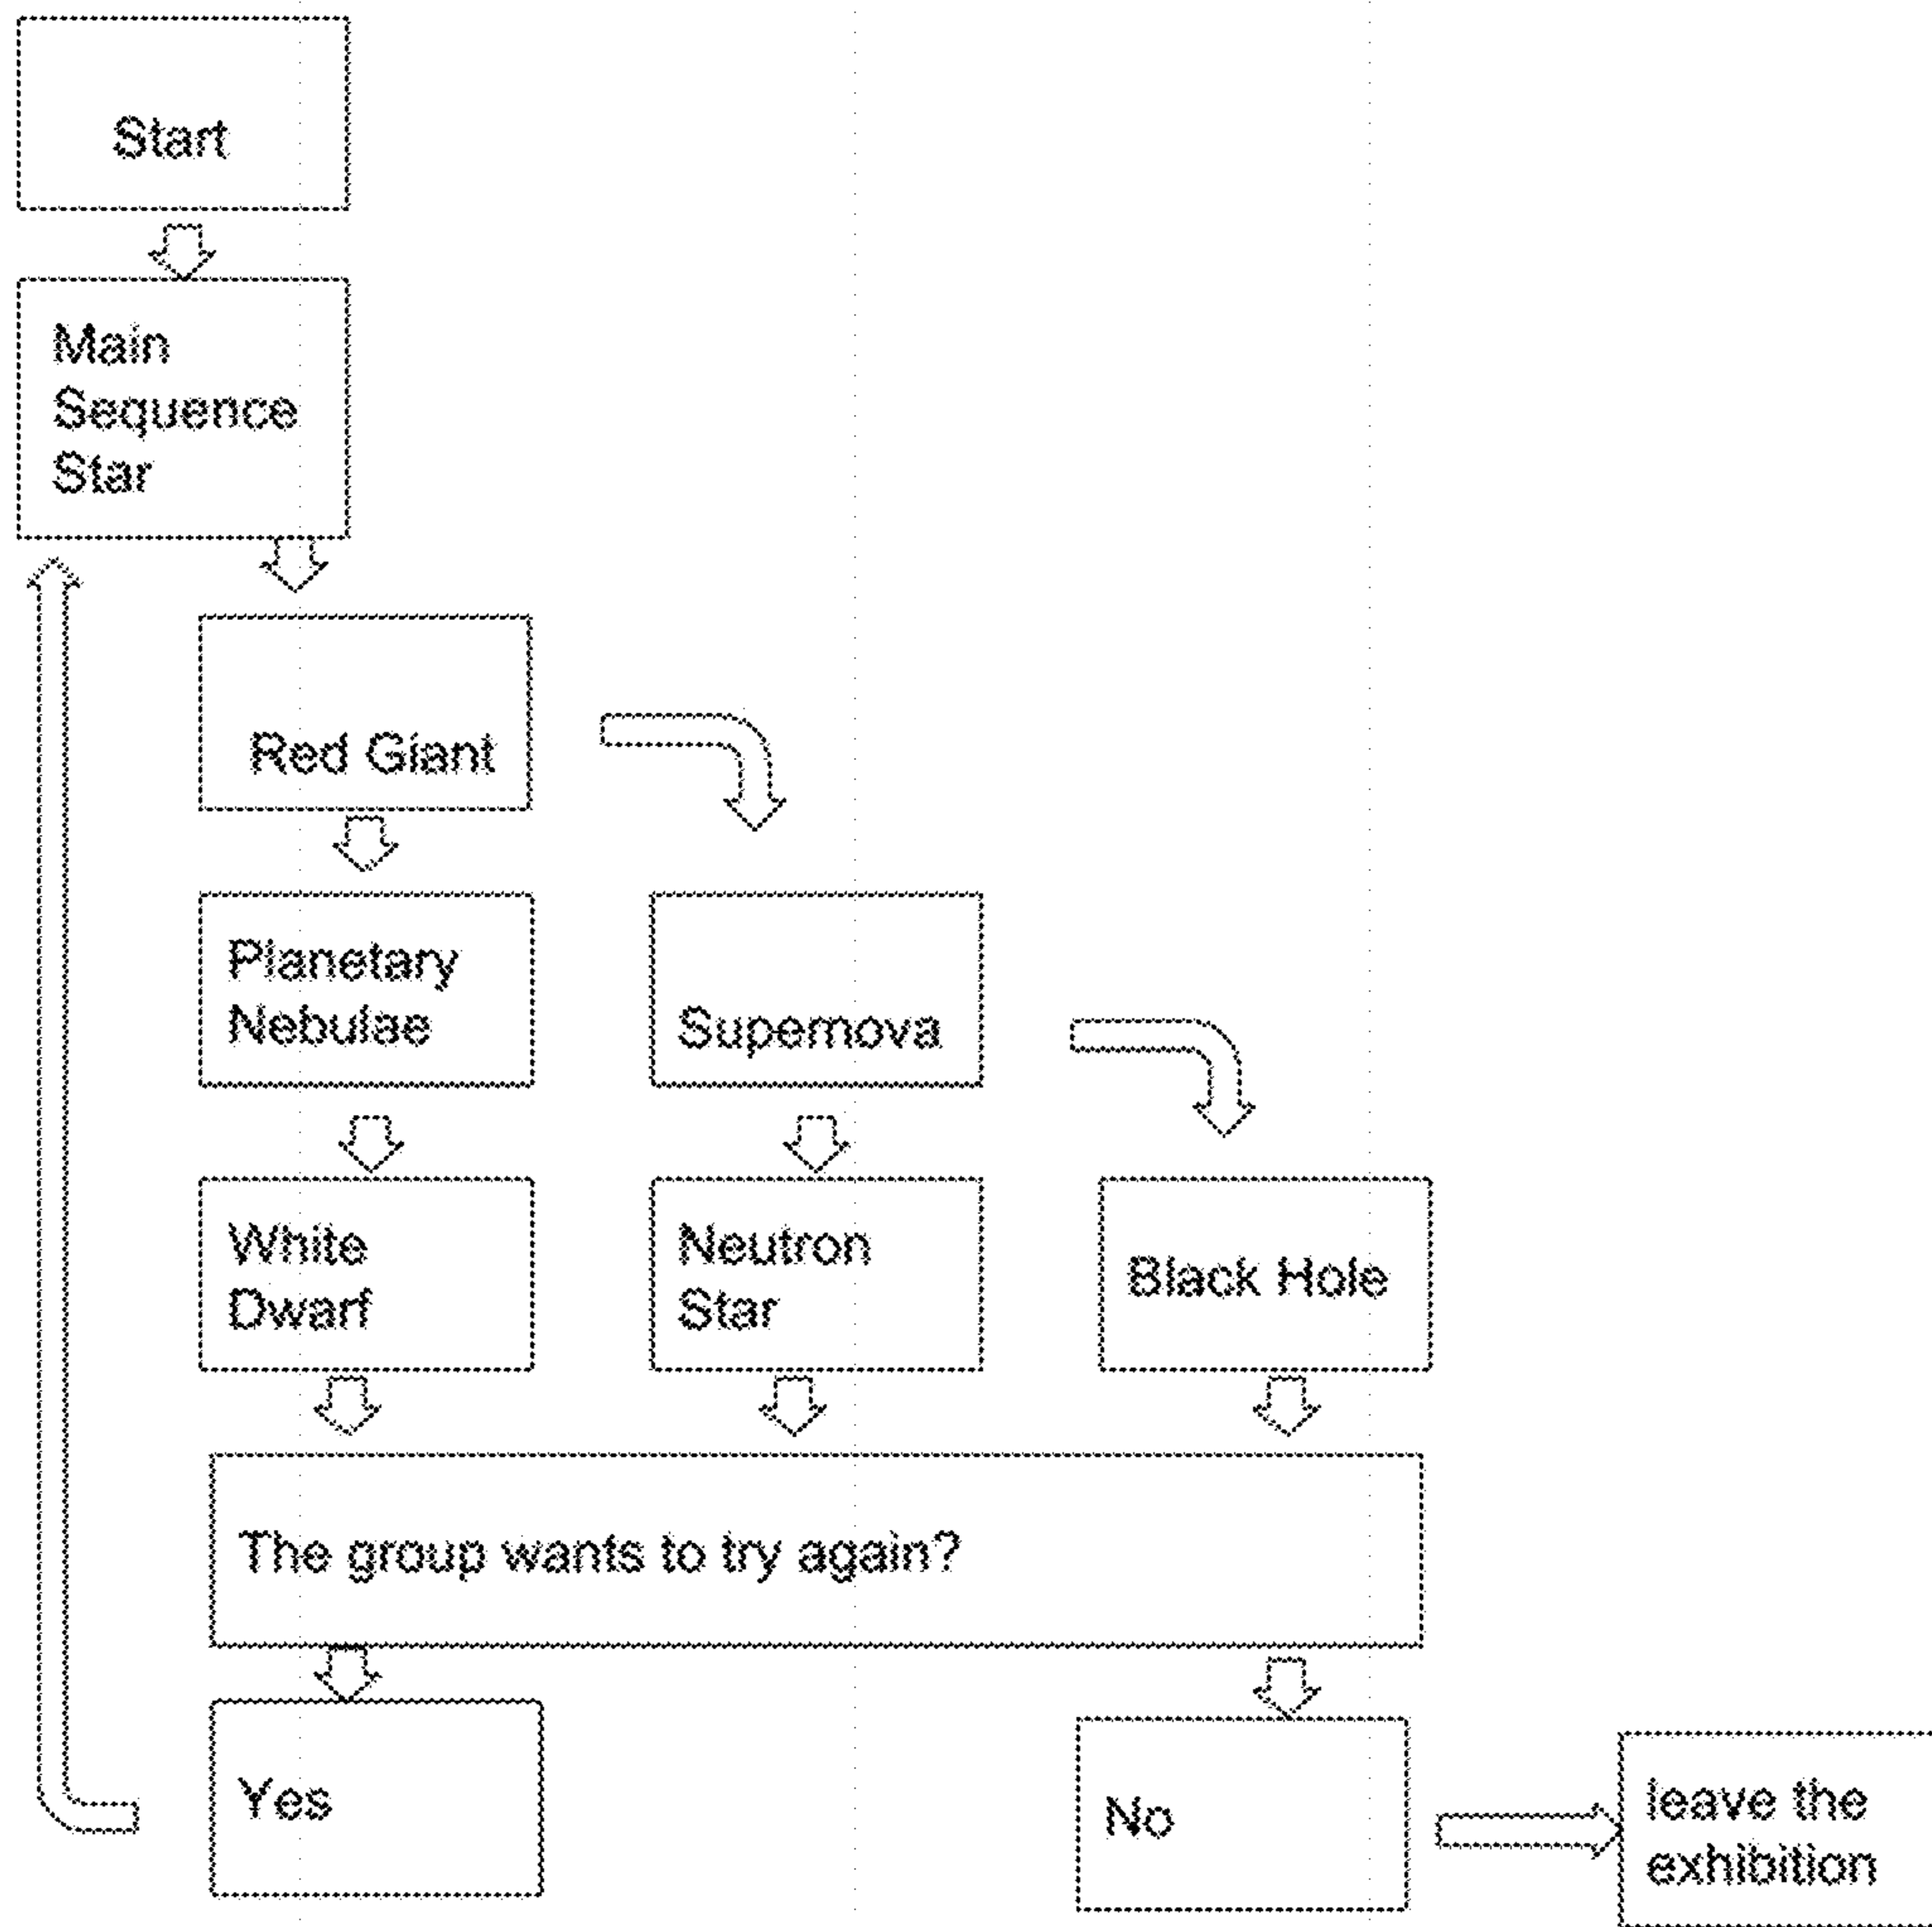 Start
Main
Sequence
Star
Red Giant
Planetary
Nebulae
Supernova
White
Dwarf
Neutron
Star
Black Hole
The group wants to try again?
Yes
No
leave the
exhibition